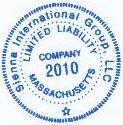 Sienna International Group, LLC
LIMITED LIABILITY
COMPANY
2010
MASSACHUSETTS